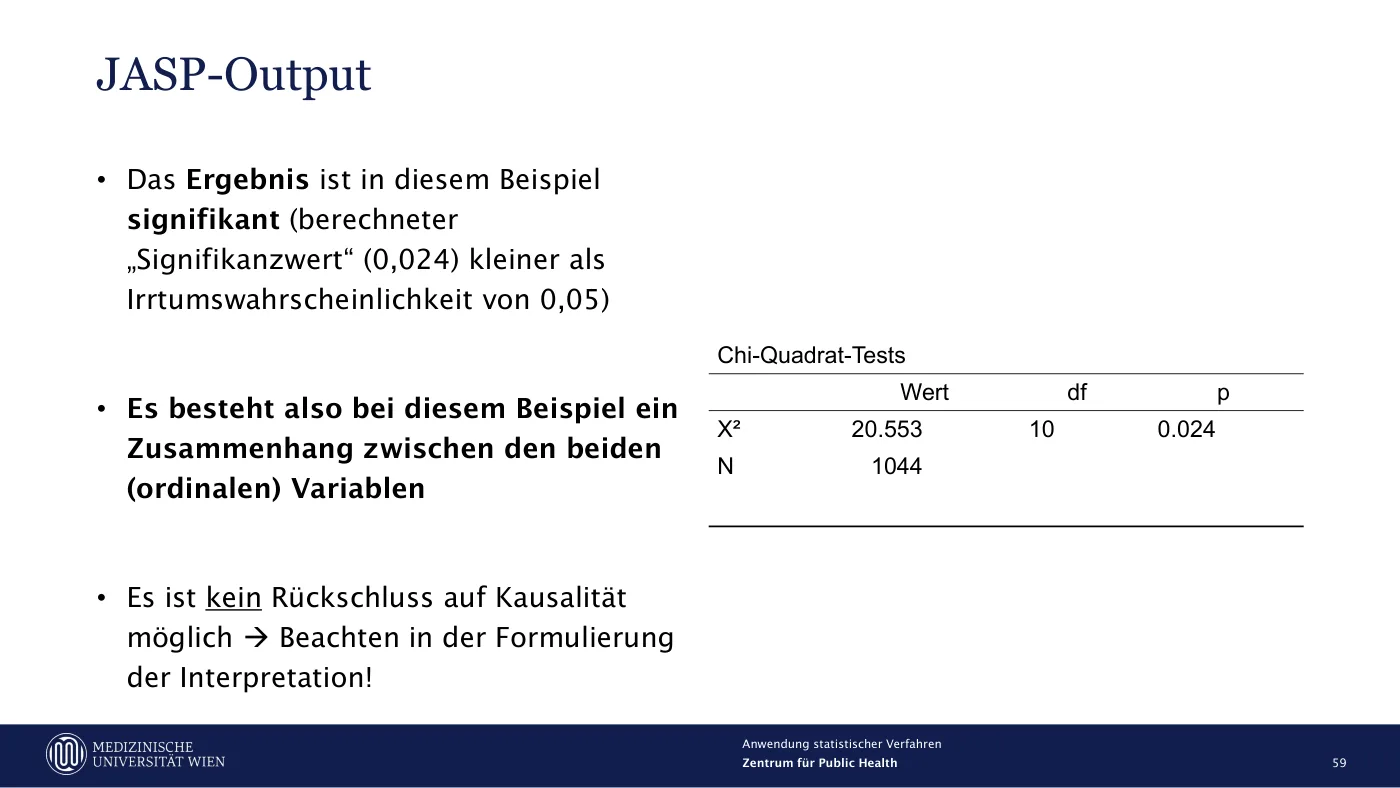 JASP-Output
• Das Ergebnis ist in diesem Beispiel
signifikant (berechneter
„Signifikanzwert“ (0,024) kleiner als
Irrtumswahrscheinlichkeit von 0,05)
• Es besteht also bei diesem Beispiel ein
Zusammenhang zwischen den beiden
(ordinalen) Variablen
• Es ist kein Rückschluss auf Kausalität
möglich → Beachten in der Formulierung
der Interpretation!
Chi-Quadrat-Tests
Wert df p
X² 20.553 10 0.024
N 1044
MEDIZINISCHE
UNIVERSITÄT WIEN
Anwendung statistischer Verfahren
Zentrum für Public Health
59